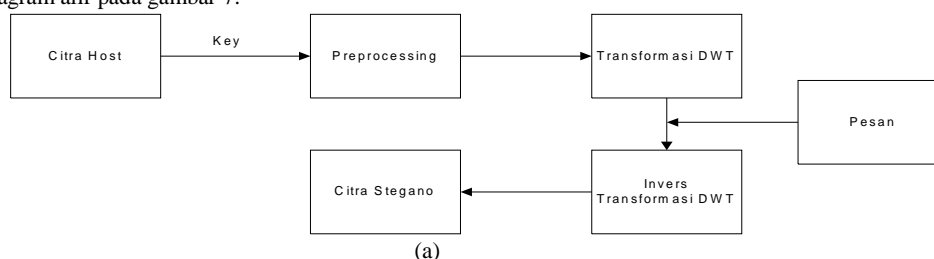 diagram alir pada gambar 7.
Key
Citra Host
Preprocessing
Transformasi DWT
Pesan
Citra Stegano
Invers
Transformasi DWT
(a)